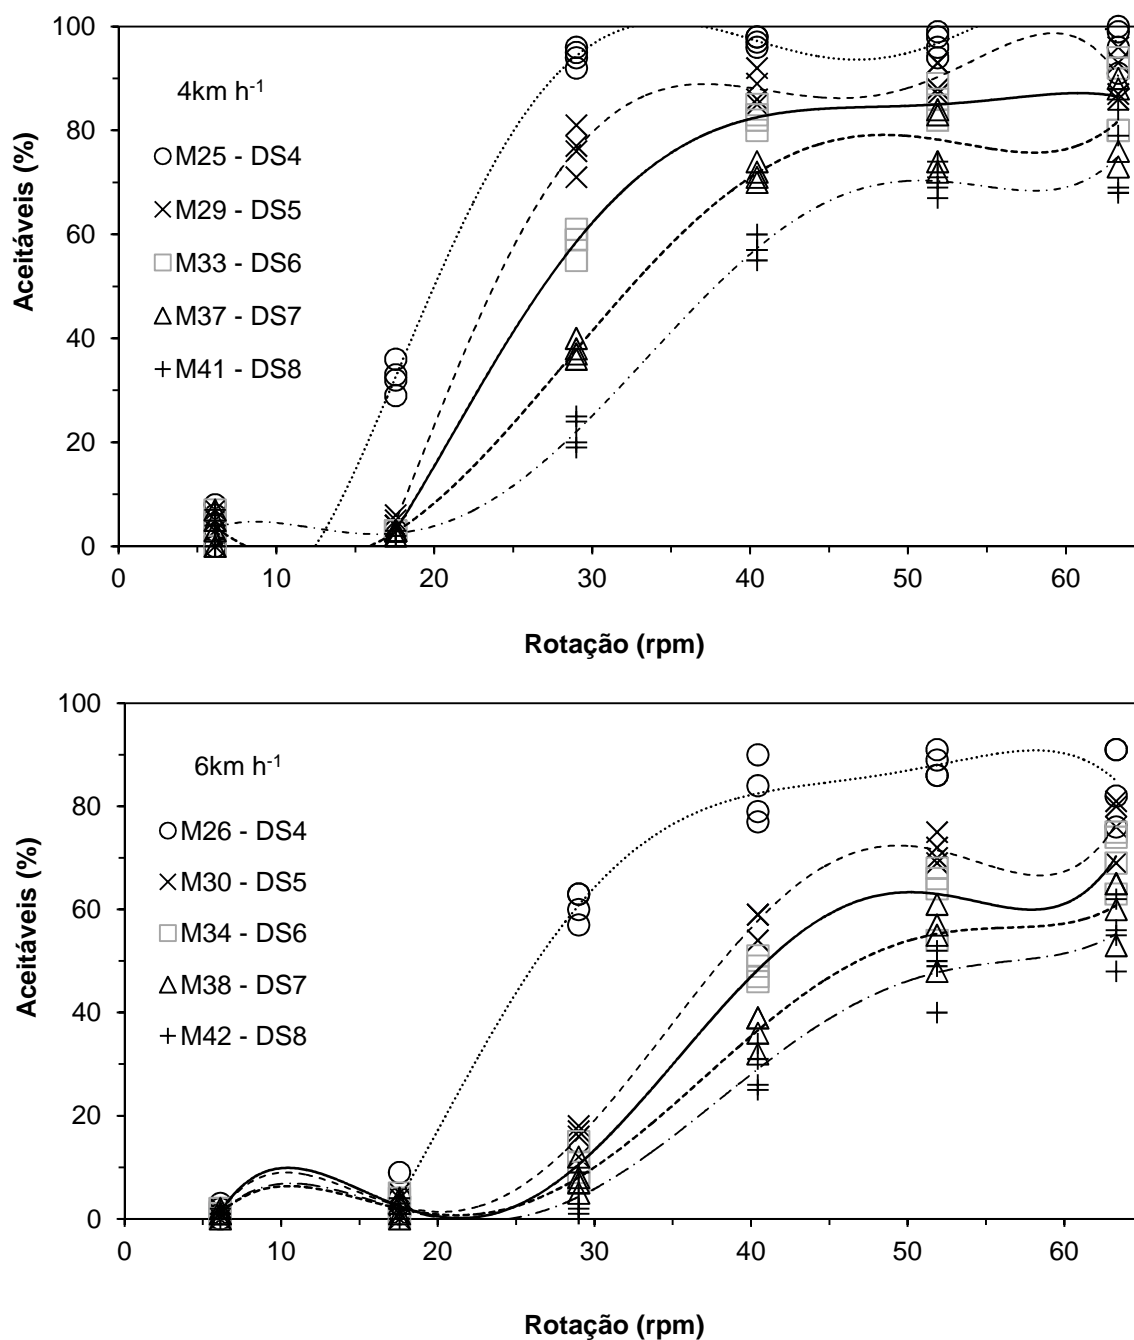 100
80
60
40
20
0
Aceitáveis (%)
4km h-1
M25 - DS4
M29 - DS5
M33 - DS6
M37 - DS7
M41 - DS8
0 10 20 30 40 50 60
Rotação (rpm)
100
80
60
40
20
0
Aceitáveis (%)
6km h-1
M26 - DS4
M30 - DS5
M34 - DS6
M38 - DS7
M42 - DS8
0 10 20 30 40 50 60
Rotação (rpm)